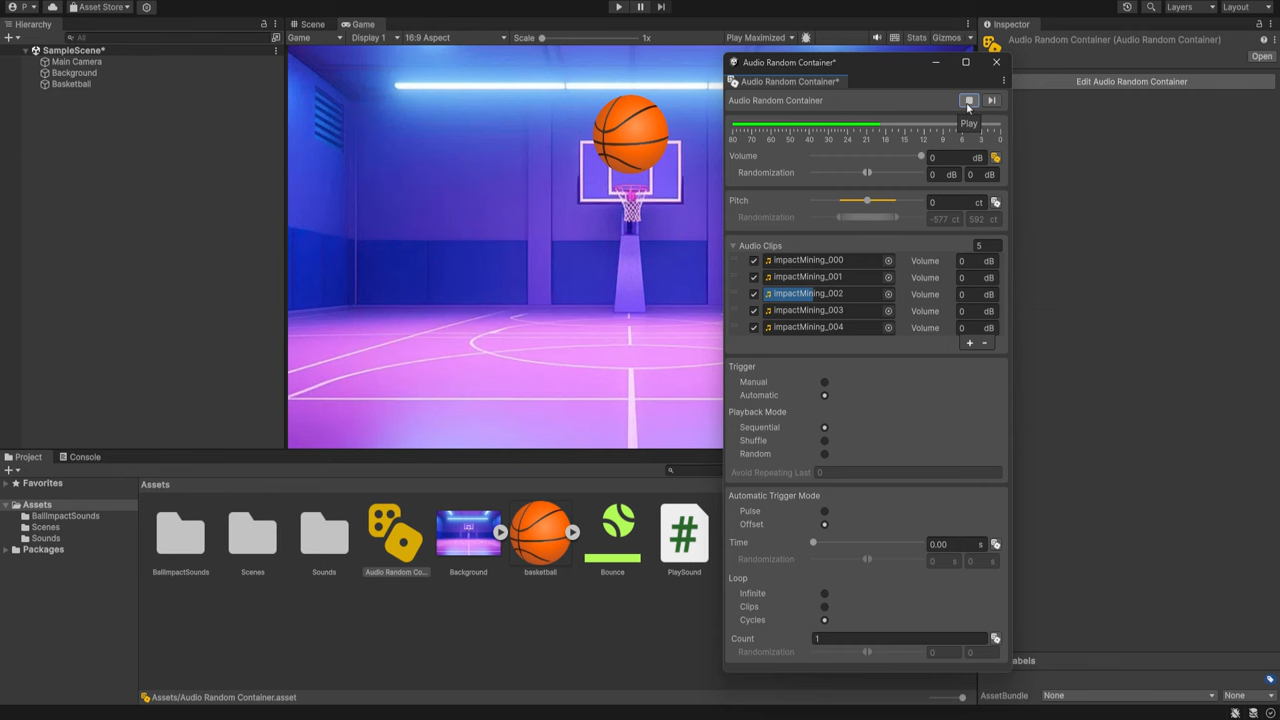 P
Asset Store
Layers
Layout
Hierarchy
All
SampleScene*
Main Camera
Background
Basketball
Scene
Game
Game
Display 1
16:9 Aspect
Scale
1x
Play Maximized
Stats
Gizmos
Inspector
Audio Random Container (Audio Random Container)
Open
Edit Audio Random Container
Audio Random Container*
Audio Random Container*
Audio Random Container
Play
80 70 60 50 40 30 24 20 18 15 12 9 6 3 0
Volume 0 dB
Randomization 0 dB 0 dB
Pitch 0 ct
Randomization -577 ct 592 ct
Audio Clips 5
impactMining_000 Volume 0 dB
impactMining_001 Volume 0 dB
impactMining_002 Volume 0 dB
impactMining_003 Volume 0 dB
impactMining_004 Volume 0 dB
+ -
Trigger
Manual
Automatic
Playback Mode
Sequential
Shuffle
Random
Avoid Repeating Last 0
Automatic Trigger Mode
Pulse
Offset
Time 0.00 s
Randomization 0 s 0 s
Loop
Infinite
Clips
Cycles
Count 1
Randomization 0 0
Project
Console
Favorites
Assets
BallImpactSounds
Scenes
Sounds
Packages
Assets
BallImpactSounds
Scenes
Sounds
Audio Random Co...
Background
basketball
Bounce
#
PlaySound
Assets/Audio Random Container.asset
abels
AssetBundle None None